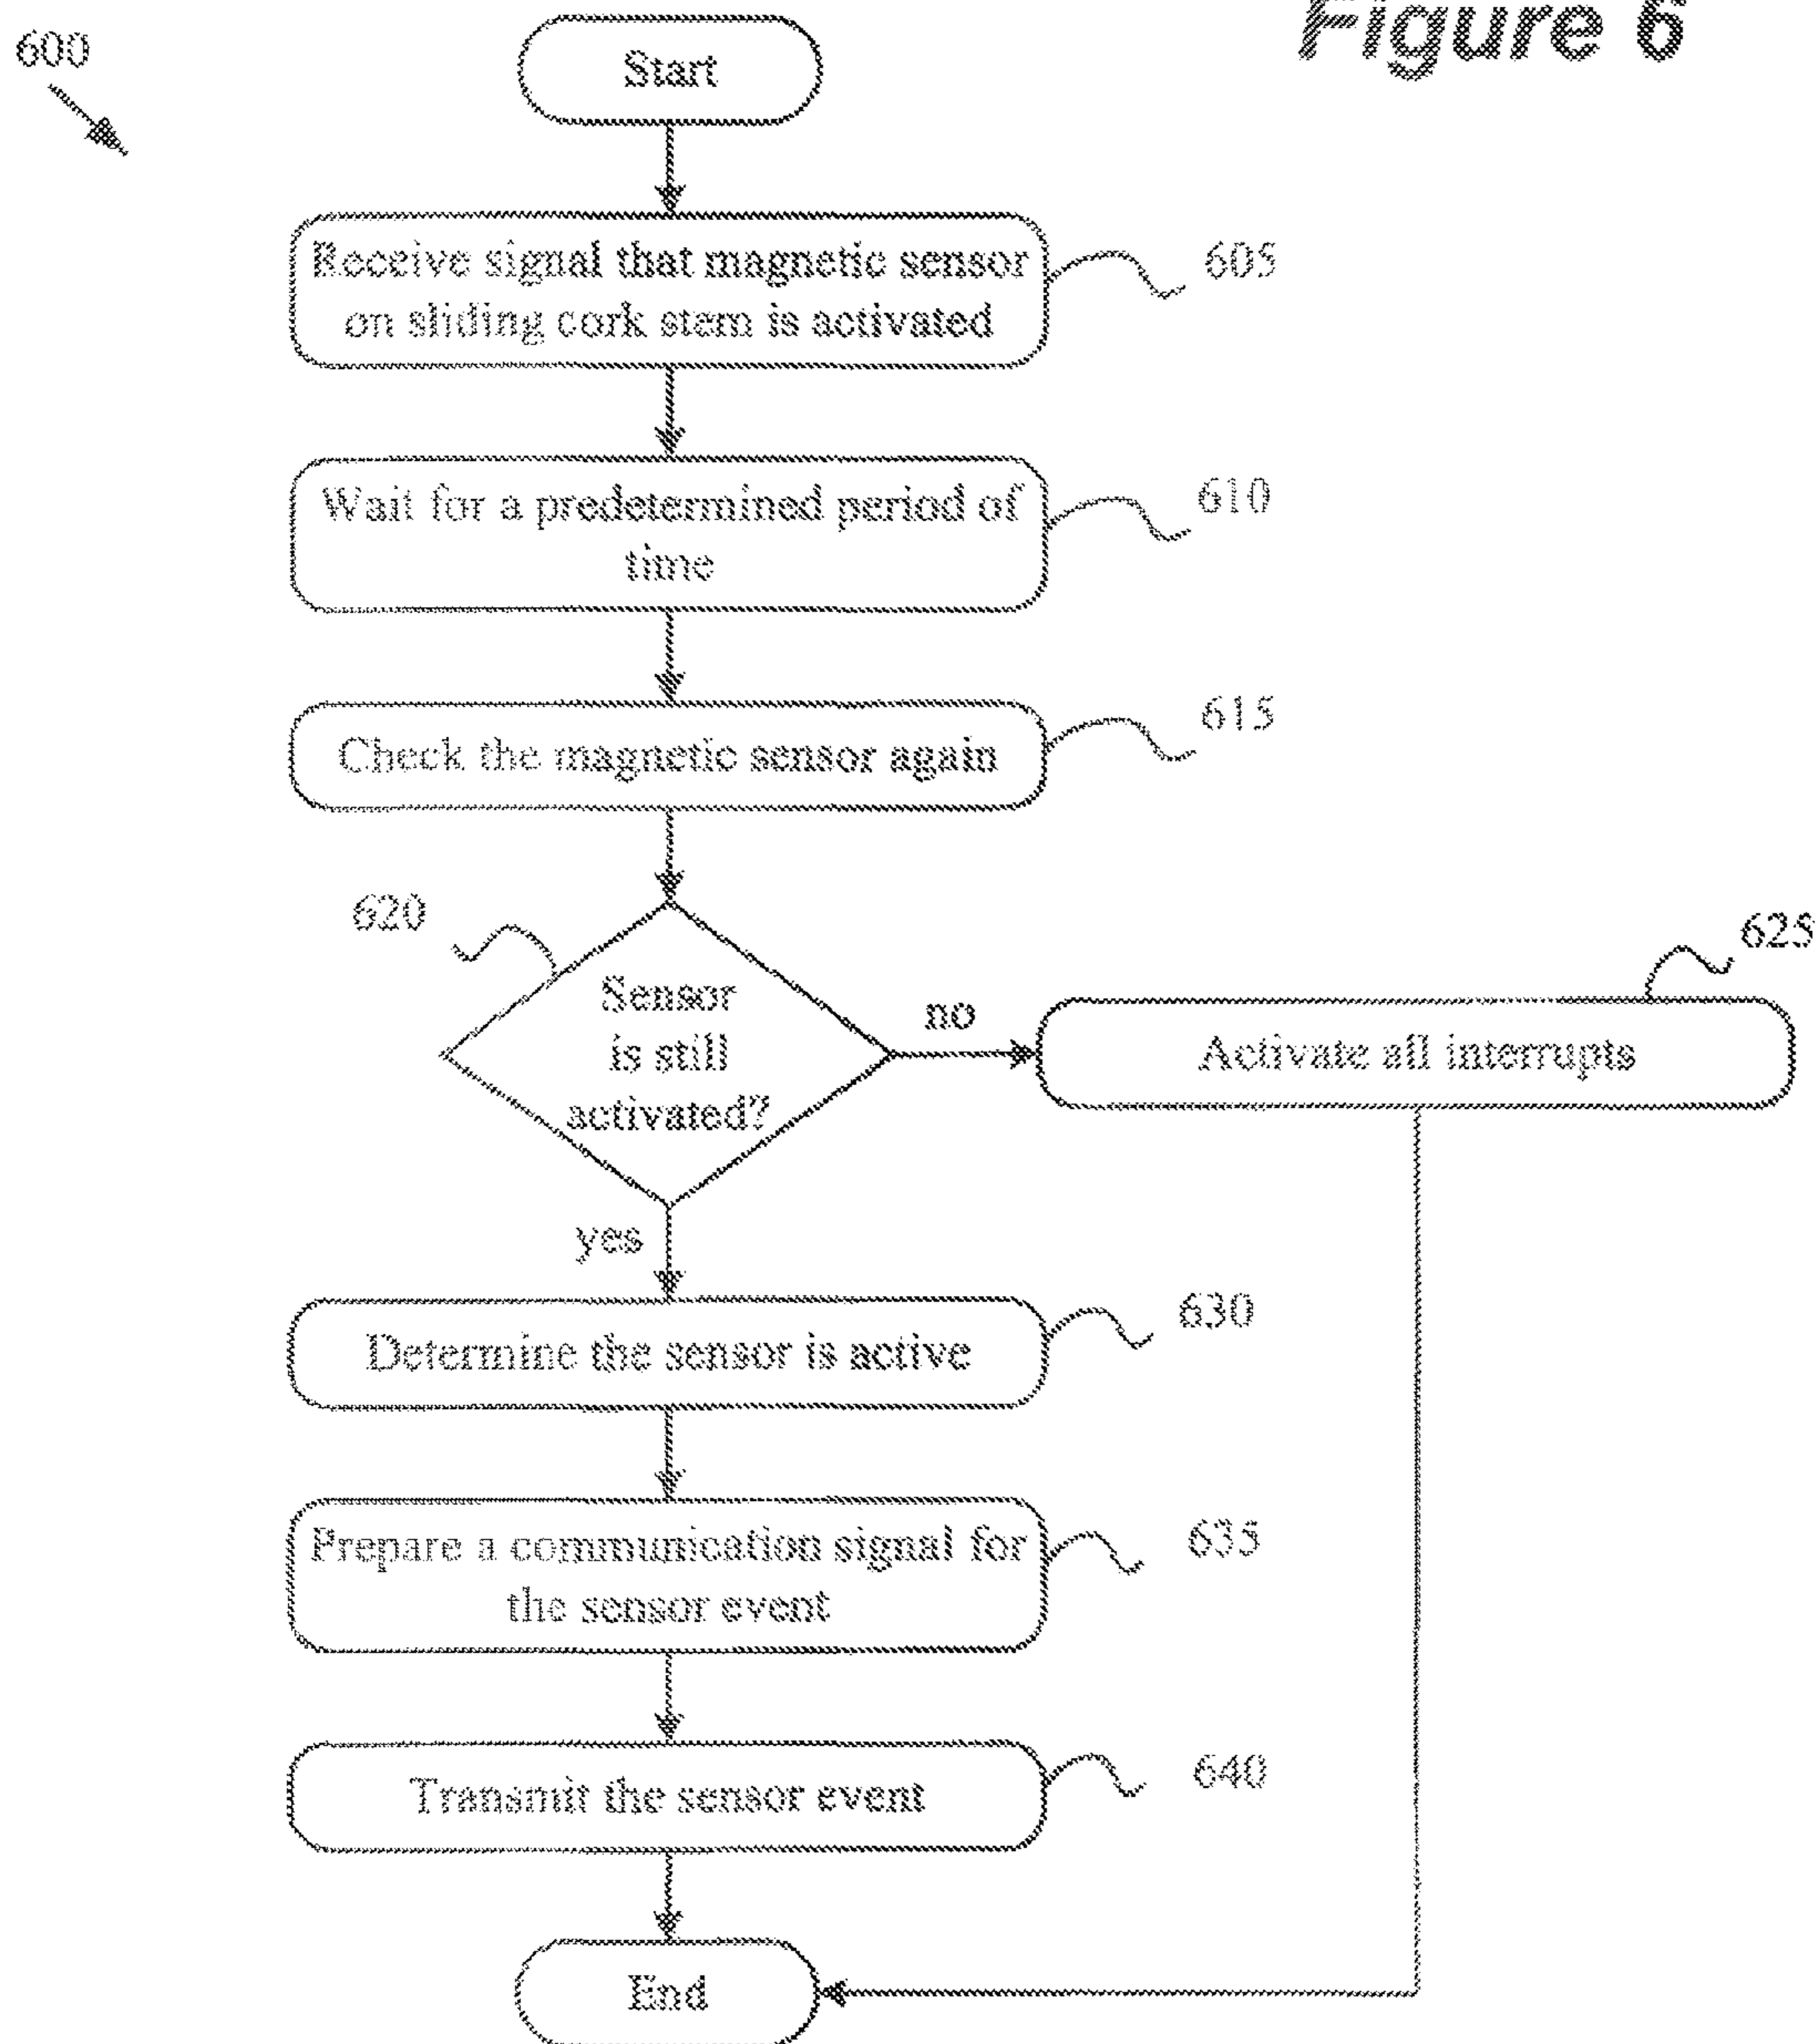 Figure 6
600
Start
Receive signal that magnetic sensor
on sliding cork stem is activated
605
Wait for a predetermined period of
time
610
Check the magnetic sensor again
615
620
Sensor
is still
activated?
no
625
Activate all interrupts
yes
Determine the sensor is active
630
Prepare a communication signal for
the sensor event
635
Transmit the sensor event
640
End